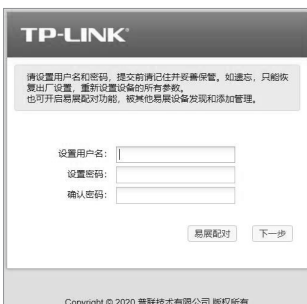 TP-LINK®
请设置用户名和密码，提交前请记住并妥善保管。如遗忘，只能恢
复出厂设置，重新设置设备的所有参数。
也可开启易展配对功能，被其他易展设备发现和添加管理。
设置用户名：
设置密码：
确认密码：
易展配对 下一步
Copyright © 2020 普联技术有限公司 版权所有